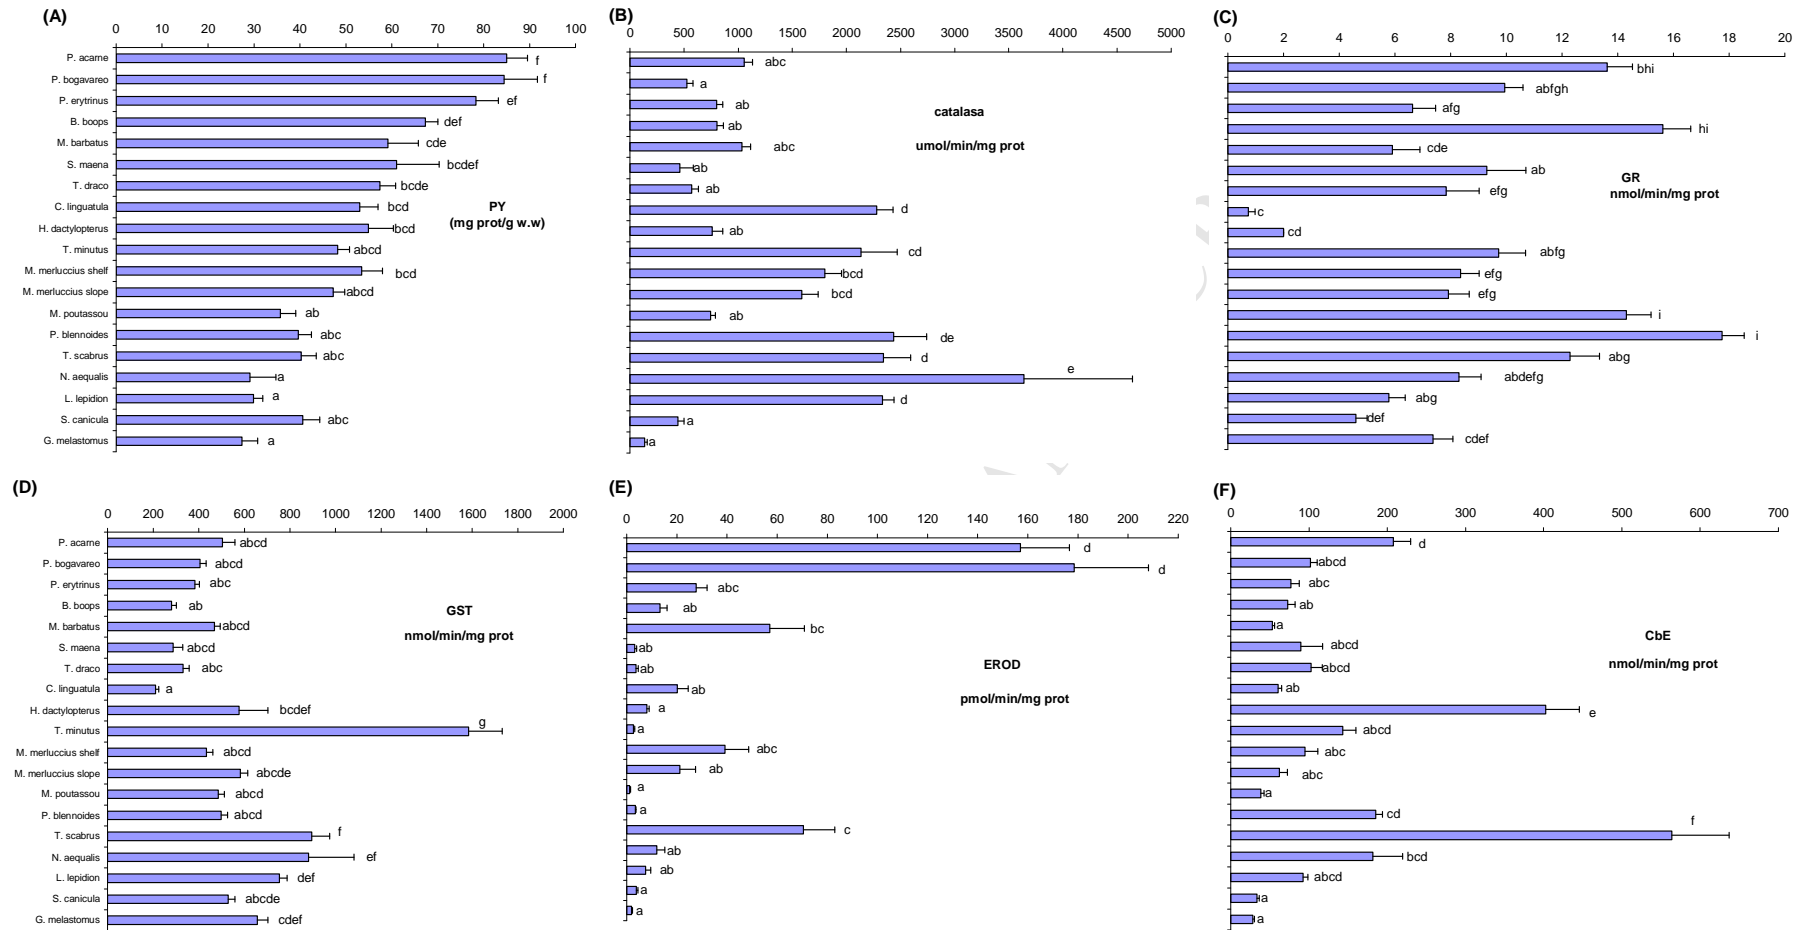 (A)
0 10 20 30 40 50 60 70 80 90 100
P. acarne f
P. bogavareo f
P. erytrinus ef
B. boops def
M. barbatus cde
S. maena bcdef
T. draco bcde
C. linguatula bcd
H. dactylopterus bcd
T. minutus abcd
M. merluccius shelf bcd
M. merluccius slope abcd
M. poutassou ab
P. blennoides abc
T. scabrus abc
N. aequalis a
L. lepidion a
S. canicula abc
G. melastomus a
PY
(mg prot/g w.w)
(B)
0 500 1000 1500 2000 2500 3000 3500 4000 4500 5000
abc
a
ab
ab
abc
ab
ab
d
ab
cd
bcd
bcd
ab
de
d
e
d
a
a
catalasa
umol/min/mg prot
(C)
0 2 4 6 8 10 12 14 16 18 20
bhi
abfgh
afg
hi
cde
ab
efg
c
cd
abfg
efg
efg
i
i
abg
abdefg
abg
def
cdef
GR
nmol/min/mg prot
(D)
0 200 400 600 800 1000 1200 1400 1600 1800 2000
P. acarne abcd
P. bogavareo abcd
P. erytrinus abc
B. boops ab
M. barbatus abcd
S. maena abcd
T. draco abc
C. linguatula a
H. dactylopterus bcdef
T. minutus g
M. merluccius shelf abcd
M. merluccius slope abcde
M. poutassou abcd
P. blennoides abcd
T. scabrus f
N. aequalis ef
L. lepidion def
S. canicula abcde
G. melastomus cdef
GST
nmol/min/mg prot
(E)
0 20 40 60 80 100 120 140 160 180 200 220
d
d
abc
ab
bc
ab
ab
ab
a
a
abc
ab
a
a
c
ab
ab
a
a
EROD
pmol/min/mg prot
(F)
0 100 200 300 400 500 600 700
d
abcd
abc
ab
a
abcd
abcd
ab
e
abcd
abc
abc
a
cd
f
bcd
abcd
a
a
CbE
nmol/min/mg prot